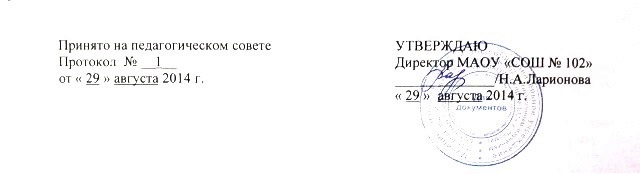 Принято на педагогическом совете
Протокол № 1
от « 29 » августа 2014 г.
УТВЕРЖДАЮ
Директор МАОУ «СОШ № 102»
/Н.А.Ларионова
« 29 » августа 2014 г.
документов